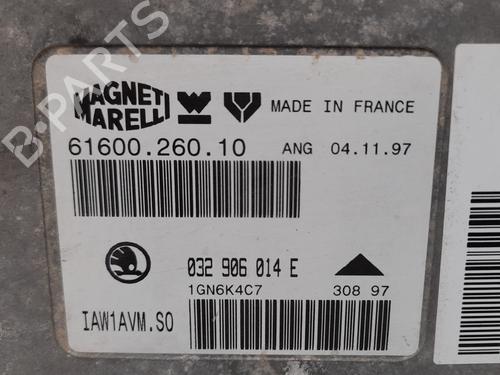 B-PARTS
MAGNETI MARELLI
MADE IN FRANCE
61600.260.10 ANG 04.11.97
032 906 014 E
1GN6K4C7 308 97
IAW1AVM.S0